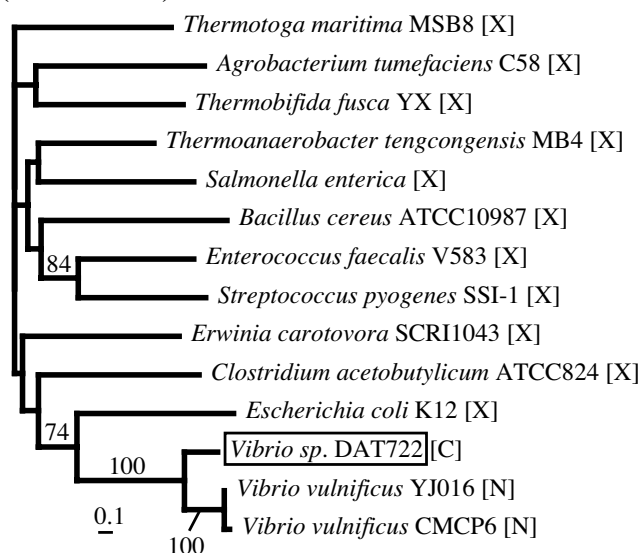 Thermotoga maritima MSB8 [X]
Agrobacterium tumefaciens C58 [X]
Thermobifida fusca YX [X]
Thermoanaerobacter tengcongensis MB4 [X]
Salmonella enterica [X]
Bacillus cereus ATCC10987 [X]
84 Enterococcus faecalis V583 [X]
Streptococcus pyogenes SSI-1 [X]
Erwinia carotovora SCRI1043 [X]
Clostridium acetobutylicum ATCC824 [X]
Escherichia coli K12 [X]
74
Vibrio sp. DAT722 [C]
100
Vibrio vulnificus YJ016 [N]
0.1
Vibrio vulnificus CMCP6 [N]
100